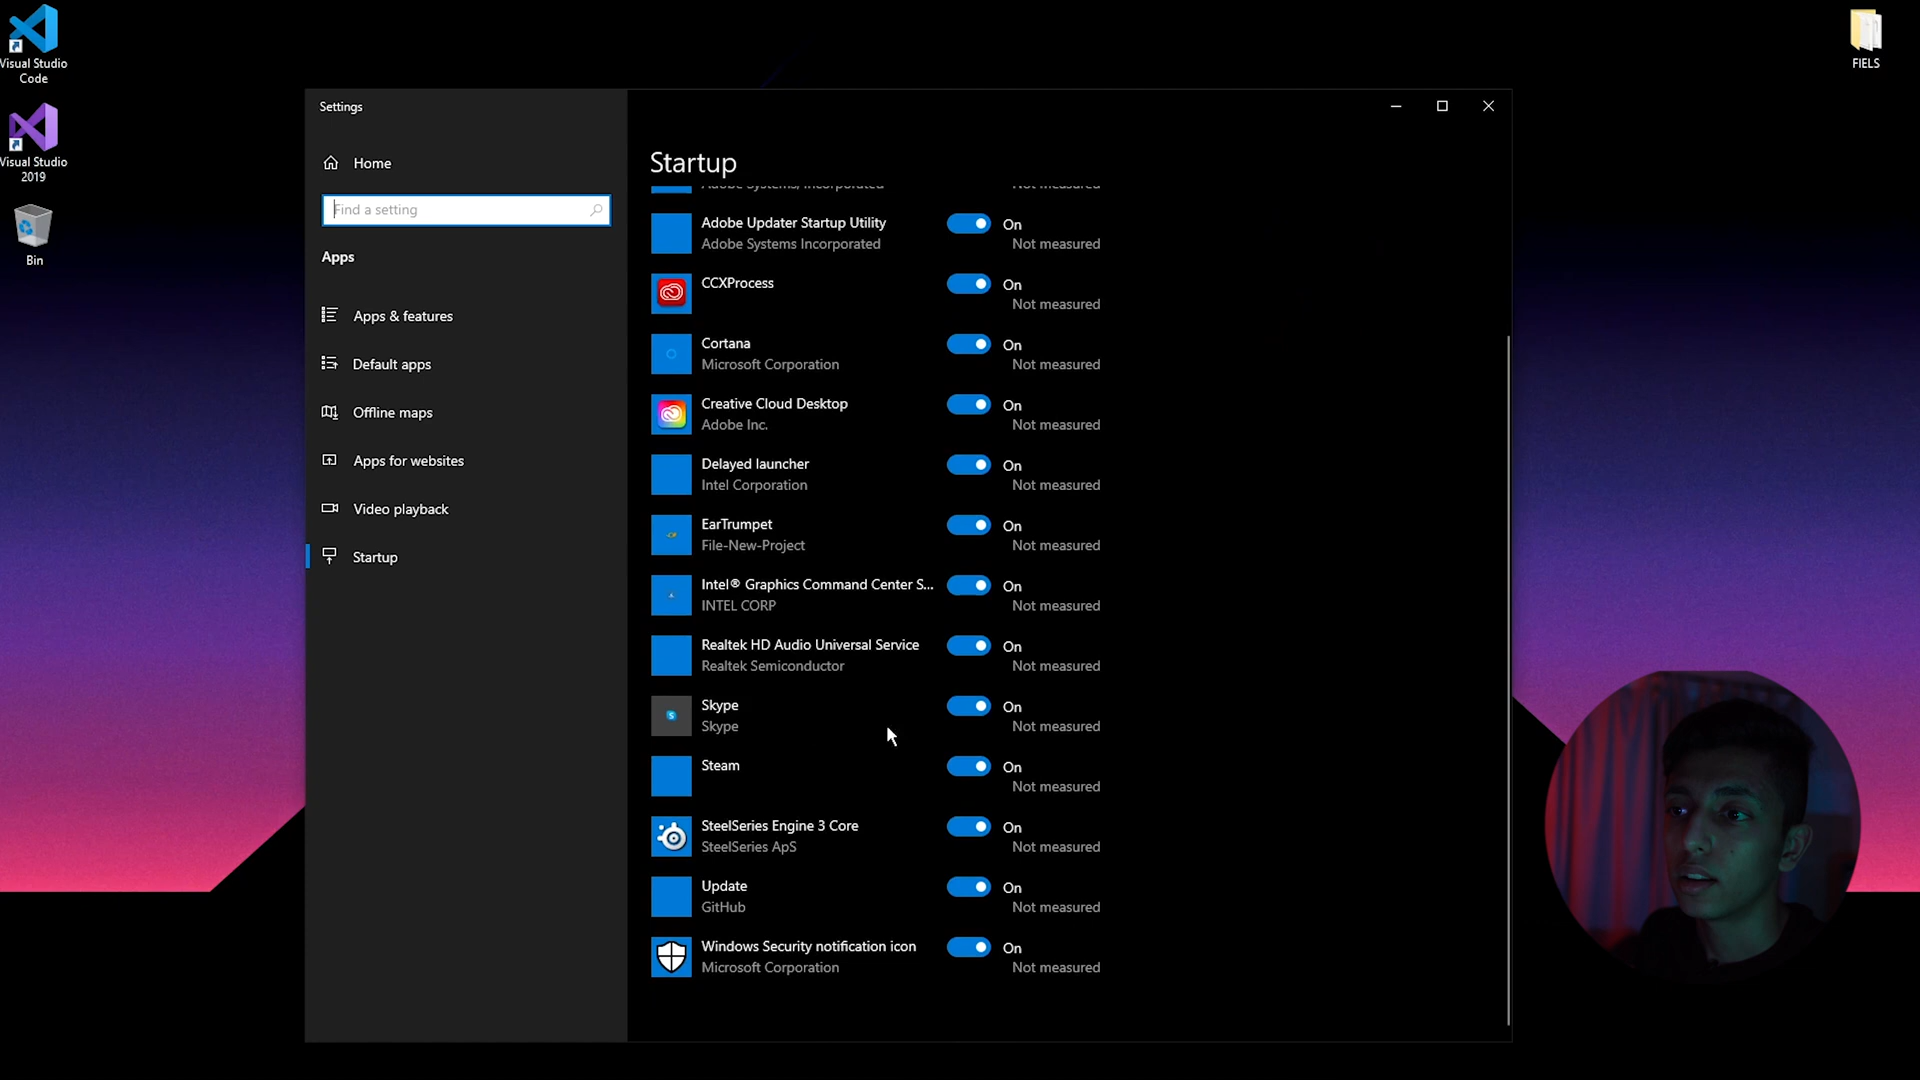 Visual Studio
Code
Visual Studio
2019
Bin
FIELS
Settings
Home
Find a setting
Apps
Apps & features
Default apps
Offline maps
Apps for websites
Video playback
Startup
Startup
Adobe Systems, Incorporated
Not measured
Adobe Updater Startup Utility
On
Adobe Systems Incorporated
Not measured
CCXProcess
On
Not measured
Cortana
On
Microsoft Corporation
Not measured
Creative Cloud Desktop
On
Adobe Inc.
Not measured
Delayed launcher
On
Intel Corporation
Not measured
EarTrumpet
On
File-New-Project
Not measured
Intel® Graphics Command Center S...
On
INTEL CORP
Not measured
Realtek HD Audio Universal Service
On
Realtek Semiconductor
Not measured
Skype
On
Skype
Not measured
Steam
On
Not measured
SteelSeries Engine 3 Core
On
SteelSeries ApS
Not measured
Update
On
GitHub
Not measured
Windows Security notification icon
On
Microsoft Corporation
Not measured